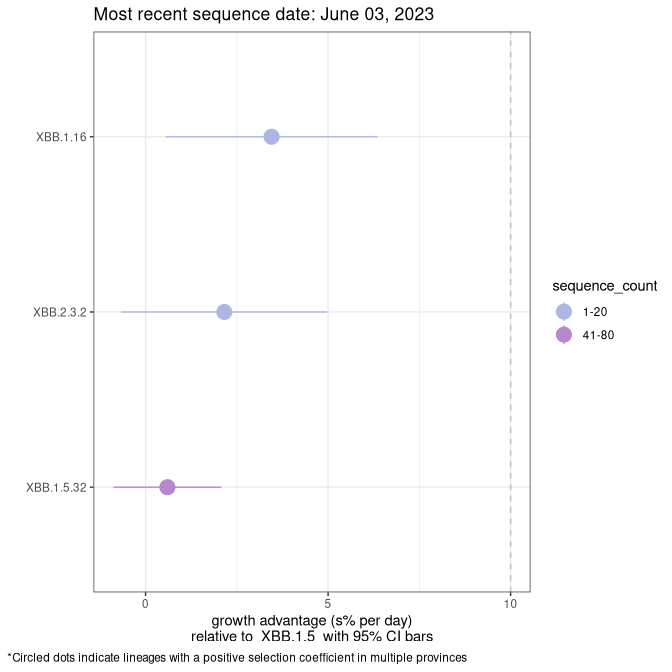 Most recent sequence date: June 03, 2023
XBB.1.16
XBB.2.3.2
XBB.1.5.32
0 5 10
growth advantage (s% per day)
relative to  XBB.1.5  with 95% CI bars
sequence_count
1-20
41-80
*Circled dots indicate lineages with a positive selection coefficient in multiple provinces